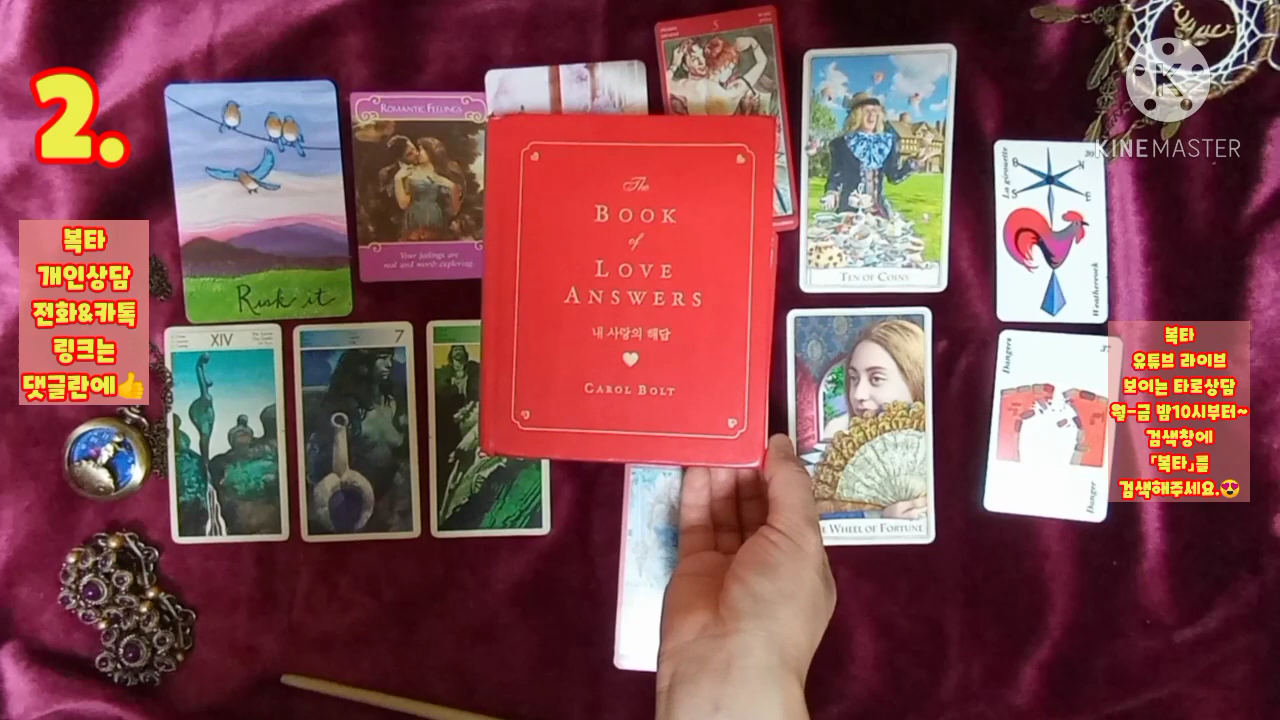 2.
복타
개인상담
전화&카톡
링크는
댓글란에👍
Risk it
ROMANTIC FEELINGS
Your feelings are
real and worth exploring.
XIV
7
5
The
BOOK
of
LOVE
ANSWERS
내 사랑의 해답
CAROL BOLT
TEN OF COINS
WHEEL OF FORTUNE
KINEMASTER
La girouette
Weathercock
Dangers
Danger
복타
유튜브 라이브
보이는 타로상담
월-금 밤10시부터~
검색창에
「복타」를
검색해주세요.😍